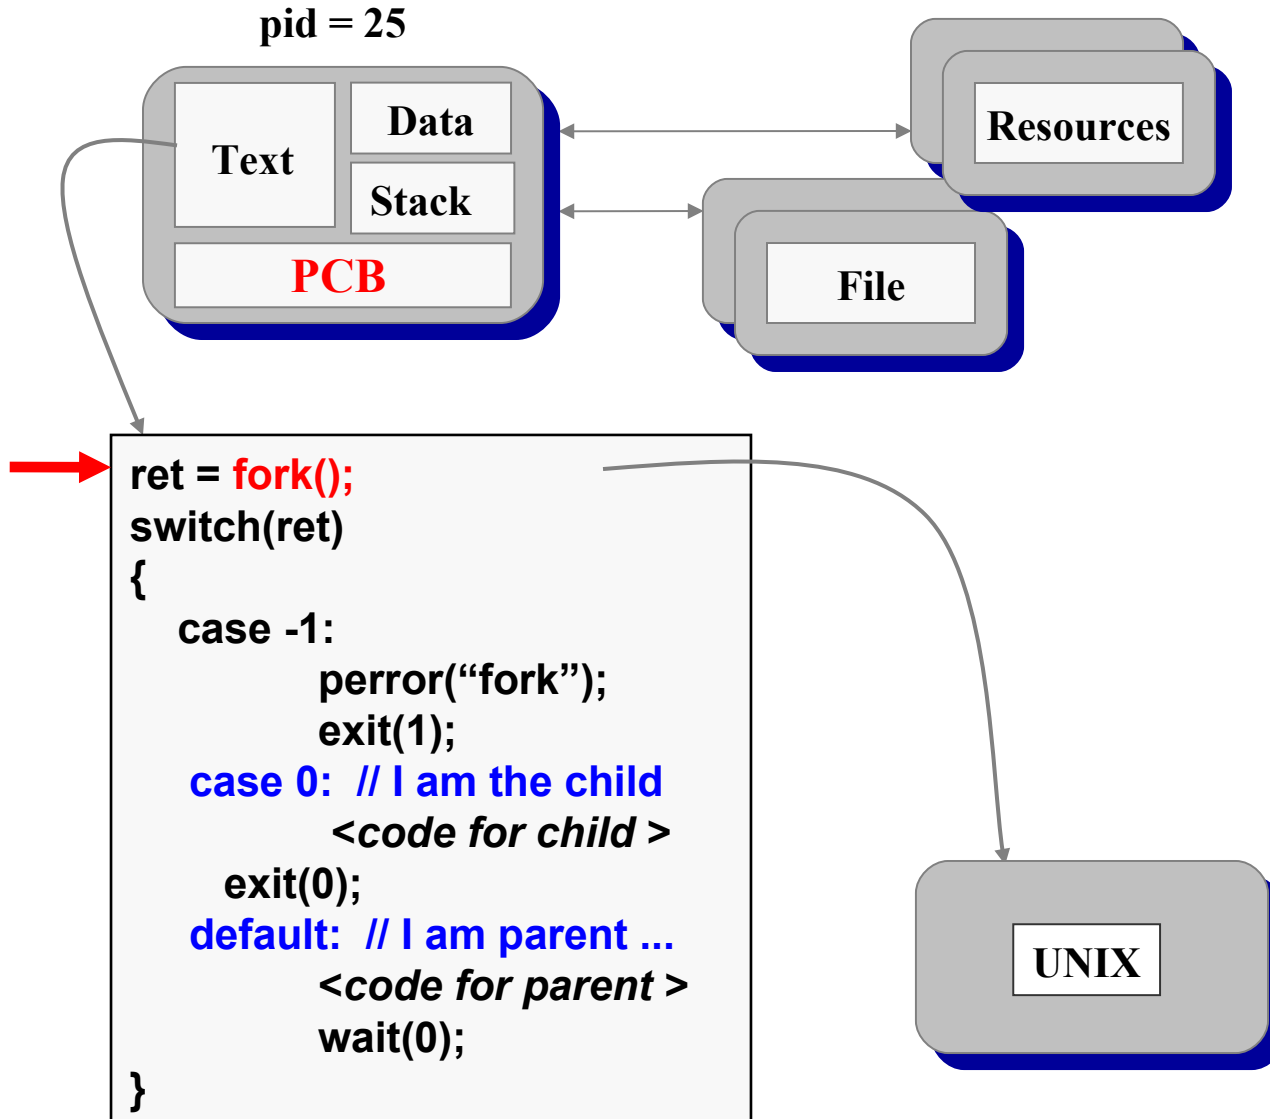 pid = 25
Text
Data
Stack
PCB
Resources
File
ret = fork();
switch(ret)
{
case -1:
perror(“fork”);
exit(1);
case 0:  // I am the child
<code for child >
exit(0);
default:  // I am parent ...
<code for parent >
wait(0);
}
UNIX